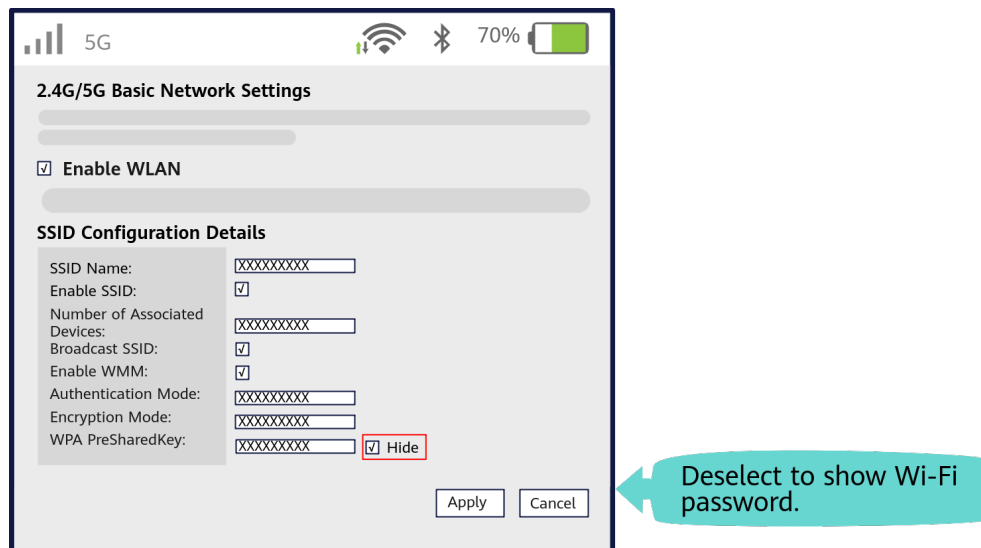 5G
70%
2.4G/5G Basic Network Settings
√ Enable WLAN
SSID Configuration Details
SSID Name: XXXXXXXXX
Enable SSID: √
Number of Associated
Devices: XXXXXXXXX
Broadcast SSID: √
Enable WMM: √
Authentication Mode: XXXXXXXXX
Encryption Mode: XXXXXXXXX
WPA PreSharedKey: XXXXXXXXX √ Hide
Deselect to show Wi-Fi
password.
Apply Cancel